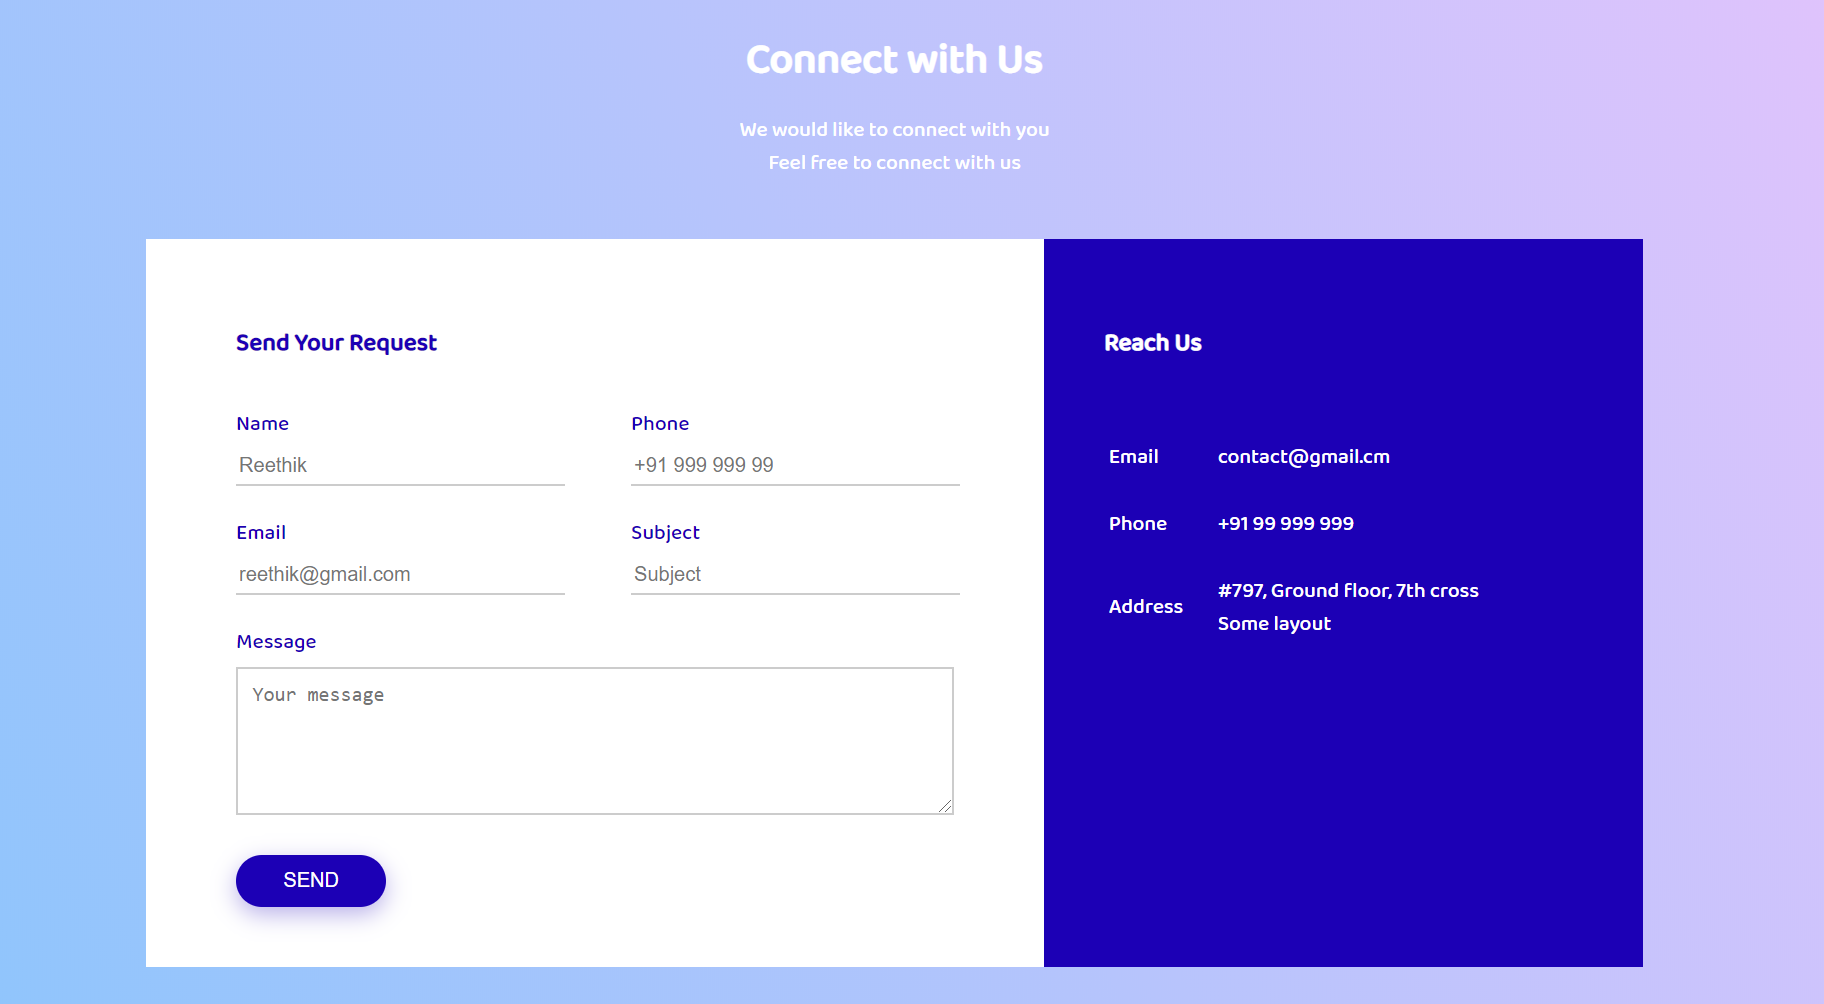 Connect with Us
We would like to connect with you
Feel free to connect with us
Send Your Request
Name
Reethik
Phone
+91 999 999 99
Email
reethik@gmail.com
Subject
Subject
Message
Your message
SEND
Reach Us
Email
contact@gmail.cm
Phone
+91 99 999 999
Address
#797, Ground floor, 7th cross
Some layout